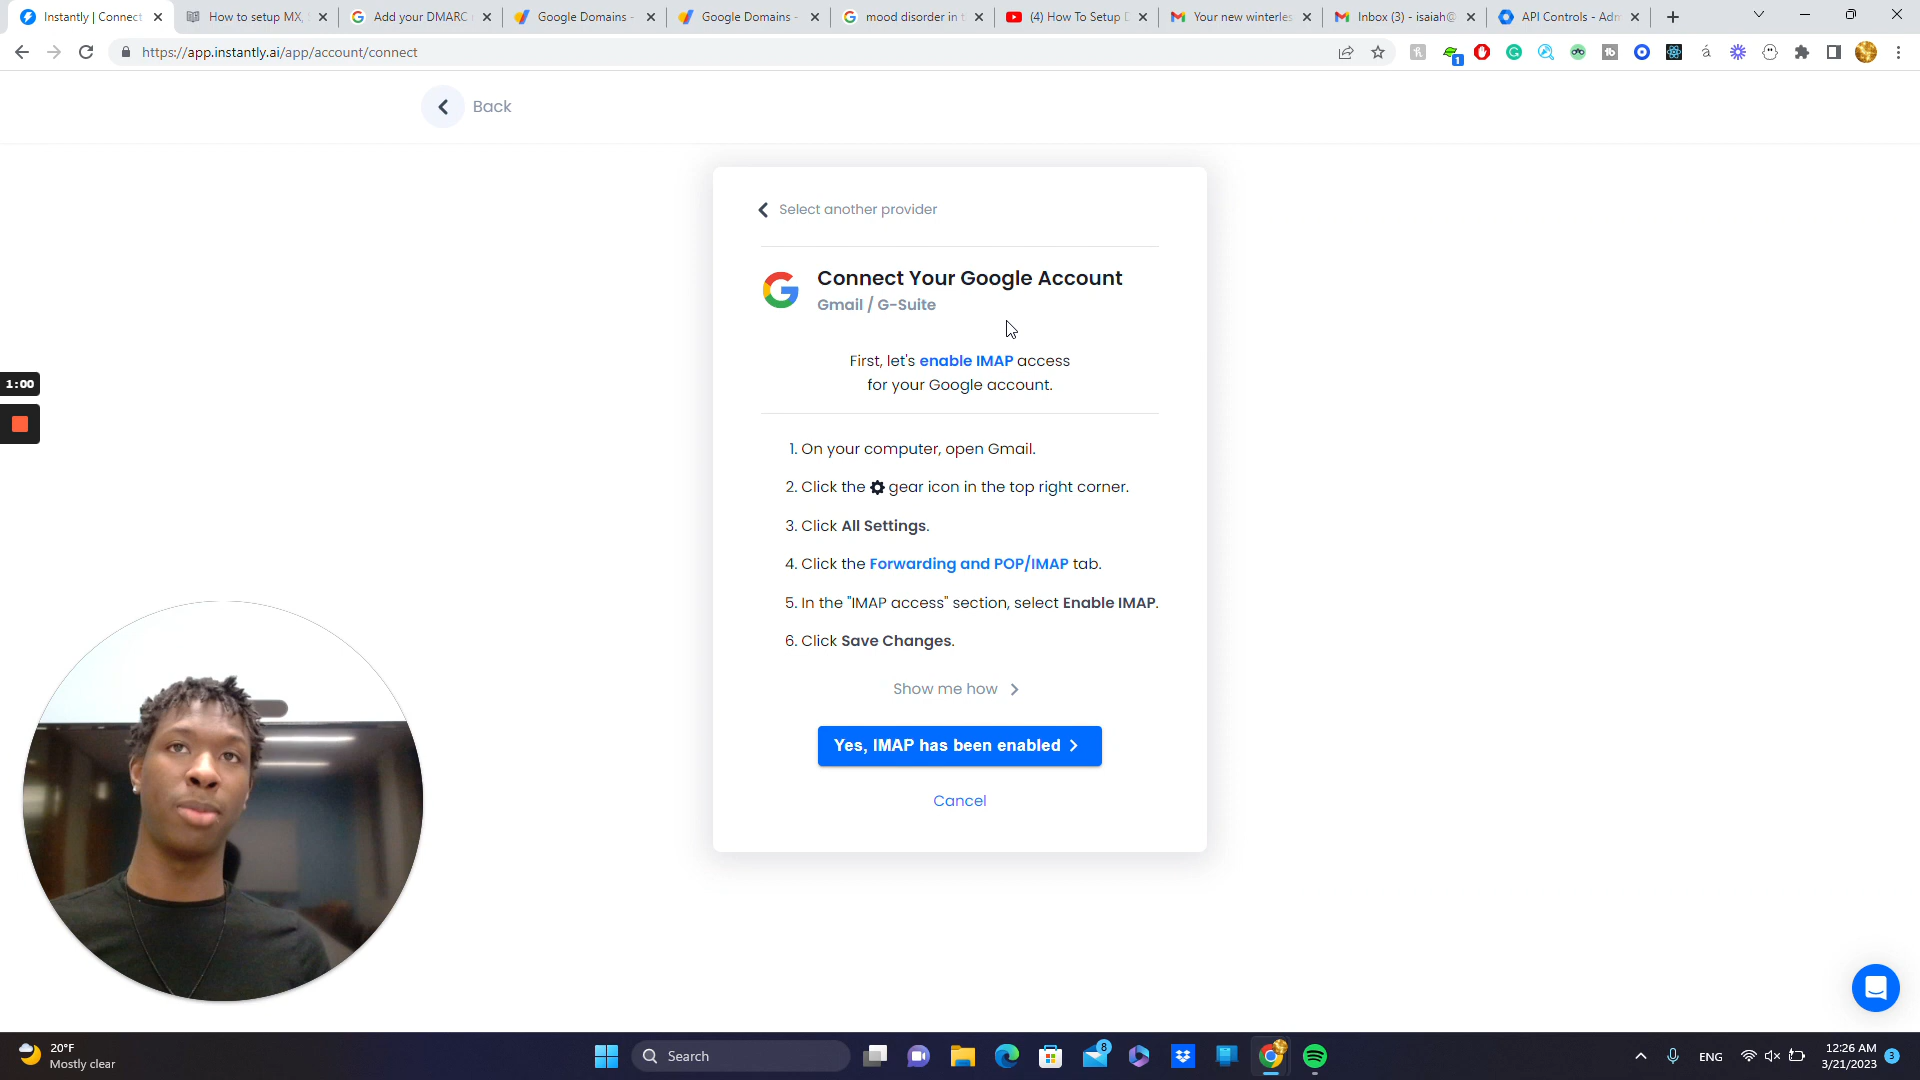 Instantly | Connect
How to setup MX,
Add your DMARC
Google Domains -
Google Domains -
mood disorder in
(4) How To Setup
Your new winterles
Inbox (3) - isaiah@
API Controls - Adm
https://app.instantly.ai/app/account/connect
1
Back
Select another provider
Connect Your Google Account
Gmail / G-Suite
First, let's enable IMAP access
for your Google account.
1:00
1. On your computer, open Gmail.
2. Click the gear icon in the top right corner.
3. Click All Settings.
4. Click the Forwarding and POP/IMAP tab.
5. In the "IMAP access" section, select Enable IMAP.
6. Click Save Changes.
Show me how
Yes, IMAP has been enabled
Cancel
20°F
Mostly clear
Search
8
ENG
12:26 AM
3/21/2023
3